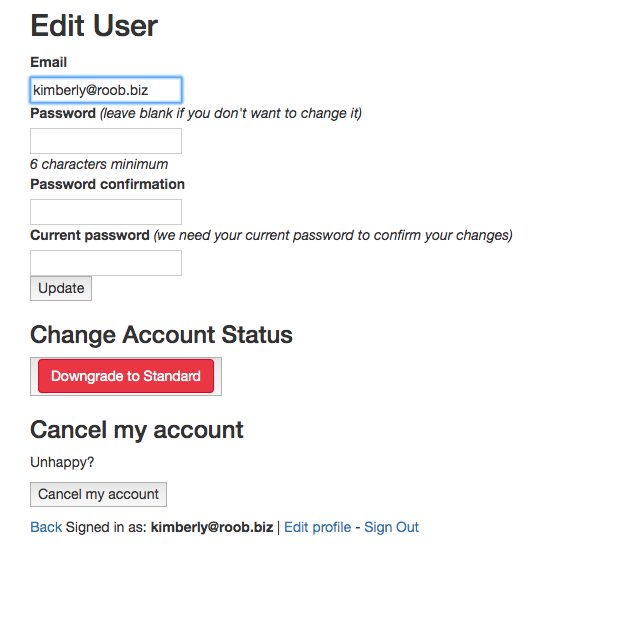 Edit User
Email
kimberly@roob.biz
Password (leave blank if you don't want to change it)
6 characters minimum
Password confirmation
Current password (we need your current password to confirm your changes)
Update
Change Account Status
Downgrade to Standard
Cancel my account
Unhappy?
Cancel my account
Back Signed in as: kimberly@roob.biz | Edit profile - Sign Out